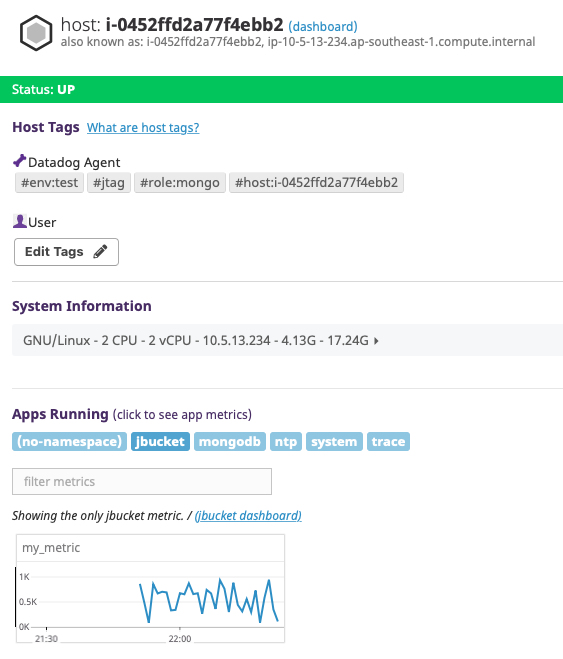 host: i-0452ffd2a77f4ebb2 (dashboard)
also known as: i-0452ffd2a77f4ebb2, ip-10-5-13-234.ap-southeast-1.compute.internal
Status: UP
Host Tags What are host tags?
Datadog Agent
#env:test #jtag #role:mongo #host:i-0452ffd2a77f4ebb2
User
Edit Tags
System Information
GNU/Linux - 2 CPU - 2 vCPU - 10.5.13.234 - 4.13G - 17.24G
Apps Running (click to see app metrics)
(no-namespace) jbucket mongodb ntp system trace
filter metrics
Showing the only jbucket metric. / (jbucket dashboard)
my_metric
1K
0.5K
0K
21:30 22:00